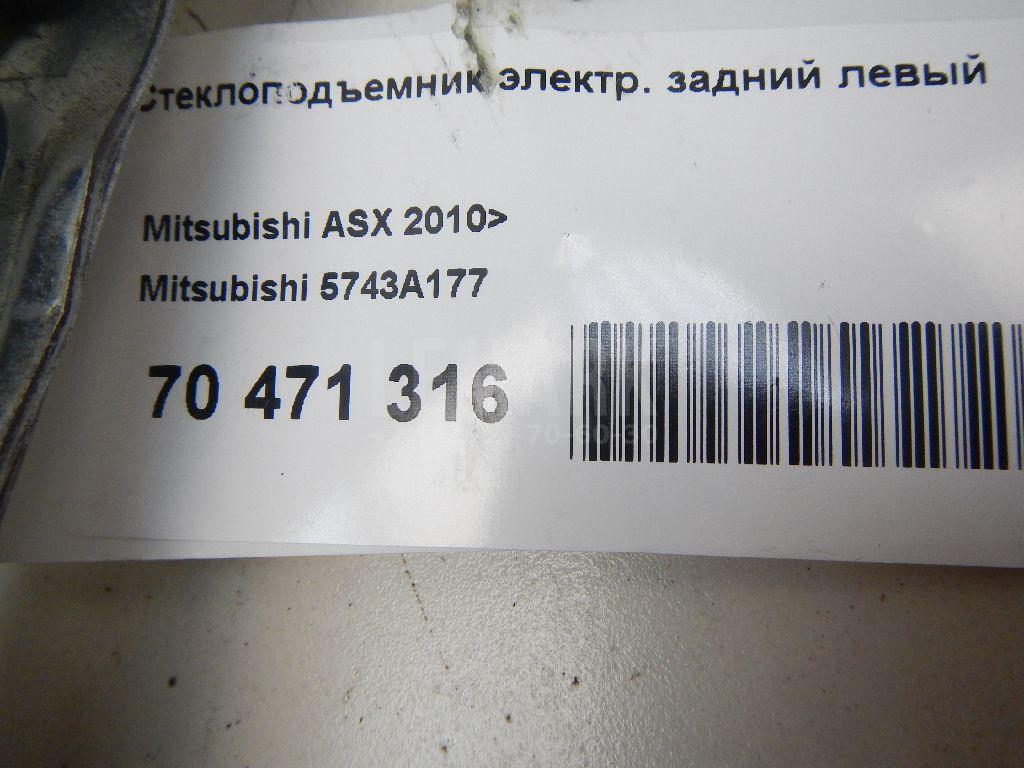 Стеклоподъемник электр. задний левый
Mitsubishi ASX 2010>
Mitsubishi 5743A177
70 471 316